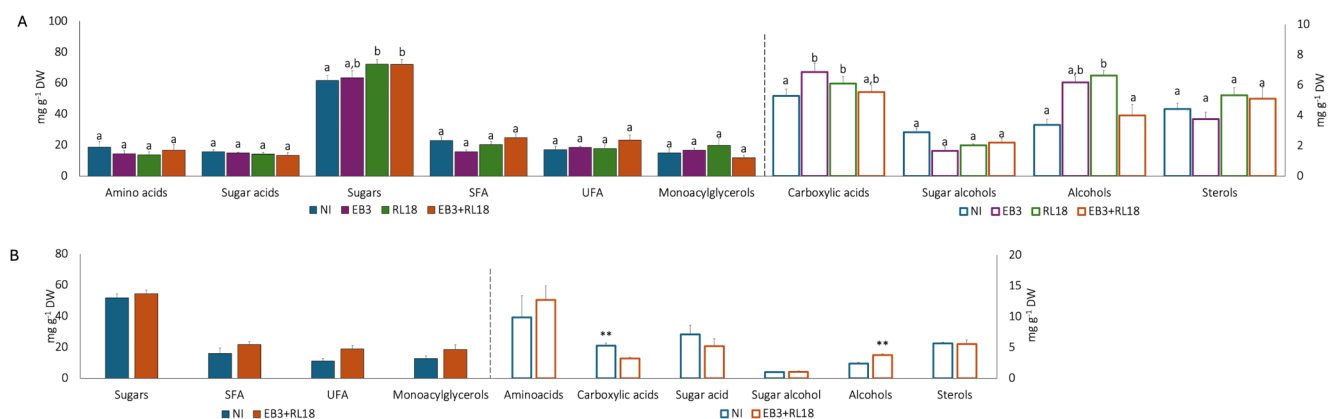 A
100
80
60
40
20
0
mg g-1 DW
a a a a
a a a a
a a,b b b
a a a a
a a a a
a a a a
a b b a,b
a a a a
a a,b b a
a a a a
10
8
6
4
2
0
mg g-1 DW
Amino acids Sugar acids Sugars SFA UFA Monoacylglycerols Carboxylic acids Sugar alcohols Alcohols Sterols
NI EB3 RL18 EB3+RL18 NI EB3 RL18 EB3+RL18
B
80
60
40
20
0
mg g-1 DW
** **
20
15
10
5
0
mg g-1 DW
Sugars SFA UFA Monoacylglycerols Aminoacids Carboxylic acids Sugar acid Sugar alcohol Alcohols Sterols
NI EB3+RL18 NI EB3+RL18